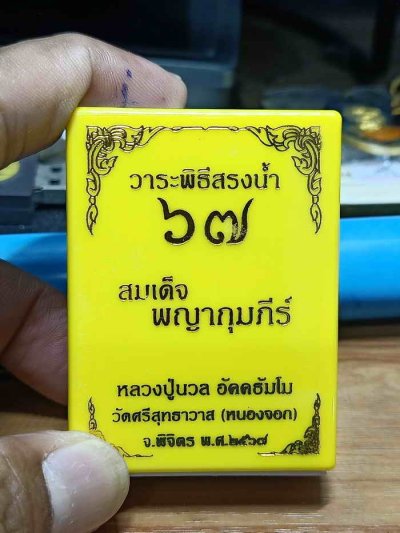 วาระพิธีสรงน้ำ
๖๗
สมเด็จ
พญากุมภีร์
หลวงปู่นวล อัคคธัมโม
วัดศรีสุทธาวาส (หนองจอก)
จ.พิจิตร พ.ศ.๒๕๖๗